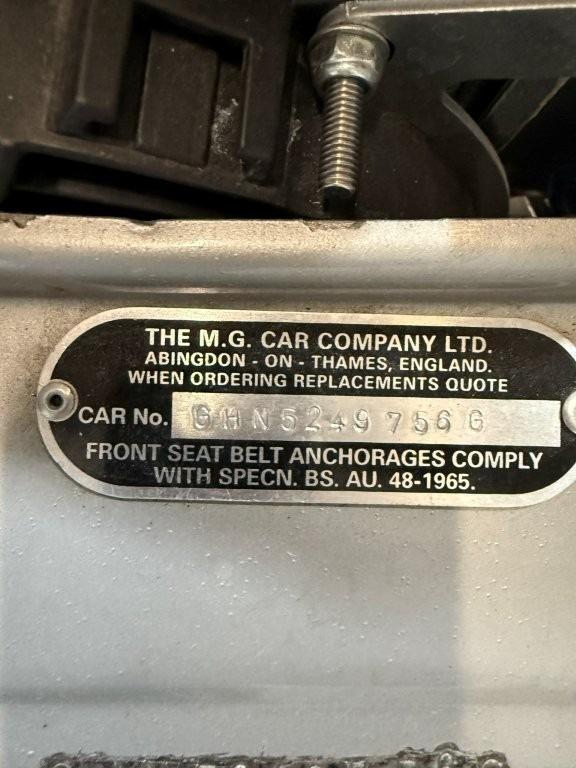 THE M.G. CAR COMPANY LTD.
ABINGDON - ON - THAMES, ENGLAND.
WHEN ORDERING REPLACEMENTS QUOTE
CAR No. GHN5249756G
FRONT SEAT BELT ANCHORAGES COMPLY
WITH SPECN. BS. AU. 48-1965.